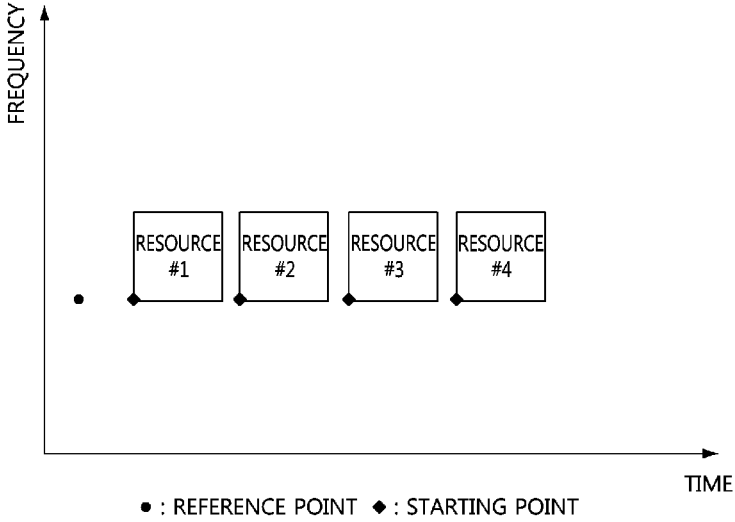 FREQUENCY
RESOURCE
#1
RESOURCE
#2
RESOURCE
#3
RESOURCE
#4
TIME
● : REFERENCE POINT ◆ : STARTING POINT